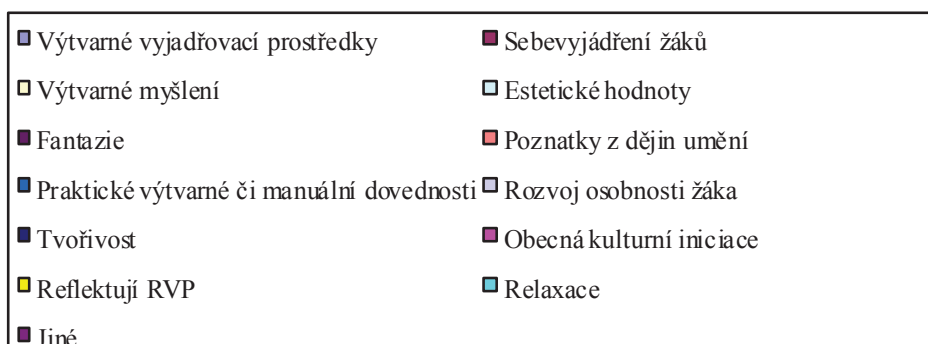 Výtvarné vyjadřovací prostředky Sebevyjádření žáků
Výtvarné myšlení Estetické hodnoty
Fantazie Poznatky z dějin umění
Praktické výtvarné či manuální dovednosti Rozvoj osobnosti žáka
Tvořivost Obecná kulturní iniciace
Reflektují RVP Relaxace
Jiné